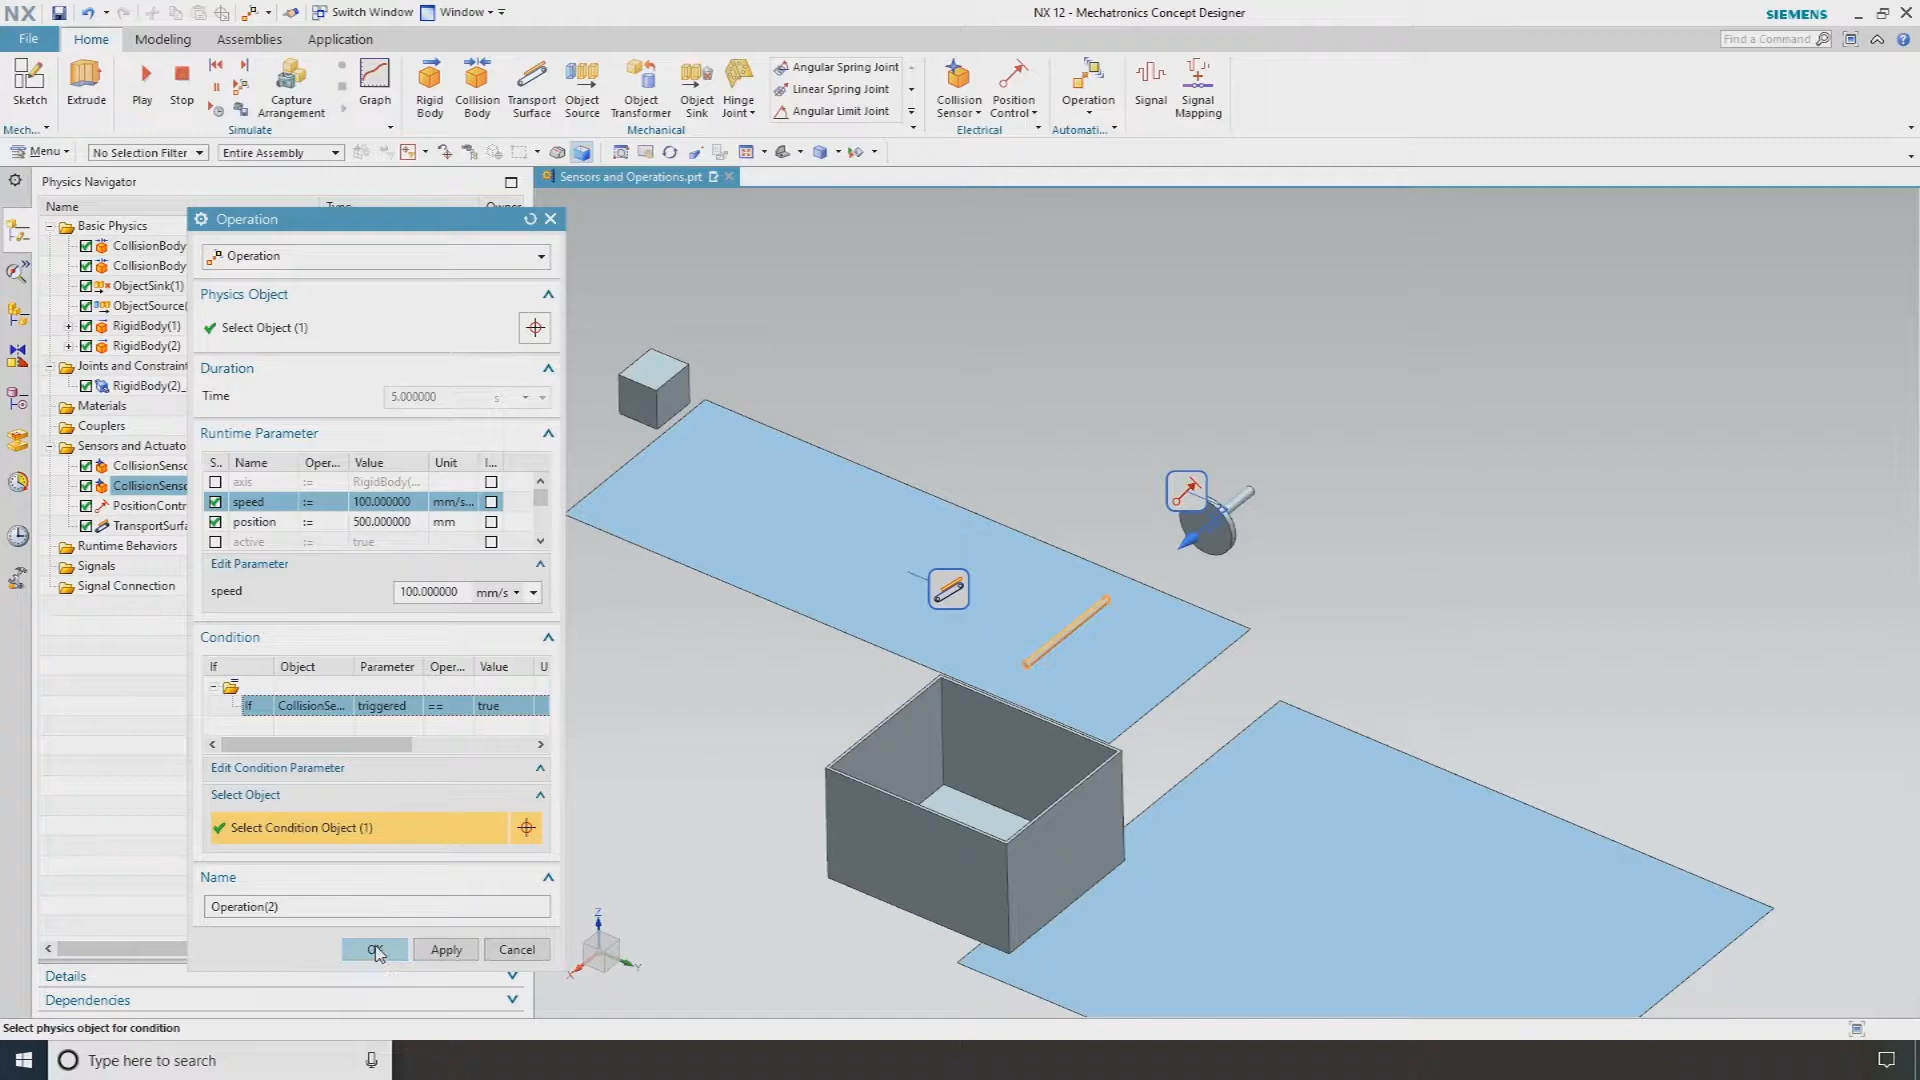 NX
Switch Window
Window
NX 12 - Mechatronics Concept Designer
SIEMENS
File
Home
Modeling
Assemblies
Application
Find a Command
Sketch
Extrude
Play
Stop
Capture Arrangement
Graph
Rigid Body
Collision Body
Transport Surface
Object Source
Object Transformer
Object Sink
Hinge Joint
Angular Spring Joint
Linear Spring Joint
Angular Limit Joint
Collision Sensor
Position Control
Operation
Signal
Signal Mapping
Mech...
Simulate
Mechanical
Electrical
Automati...
Menu
No Selection Filter
Entire Assembly
Physics Navigator
Sensors and Operations.prt
Name
Type
Owner
Basic Physics
CollisionBody
CollisionBody
ObjectSink(1)
ObjectSource(
RigidBody(1)
RigidBody(2)
Joints and Constraint
RigidBody(2)_
Materials
Couplers
Sensors and Actuato
CollisionSenso
CollisionSenso
PositionContr
TransportSurfa
Runtime Behaviors
Signals
Signal Connection
Details
Dependencies
Operation
Operation
Physics Object
Select Object (1)
Duration
Time
5.000000 s
Runtime Parameter
S.. Name Oper... Value Unit I...
axis := RigidBody(...
speed := 100.000000 mm/s...
position := 500.000000 mm
active := true
Edit Parameter
speed
100.000000 mm/s
Condition
If Object Parameter Oper... Value U
If CollisionSe... triggered == true
Edit Condition Parameter
Select Object
Select Condition Object (1)
Name
Operation(2)
OK
Apply
Cancel
Z
X
Y
Select physics object for condition
Type here to search